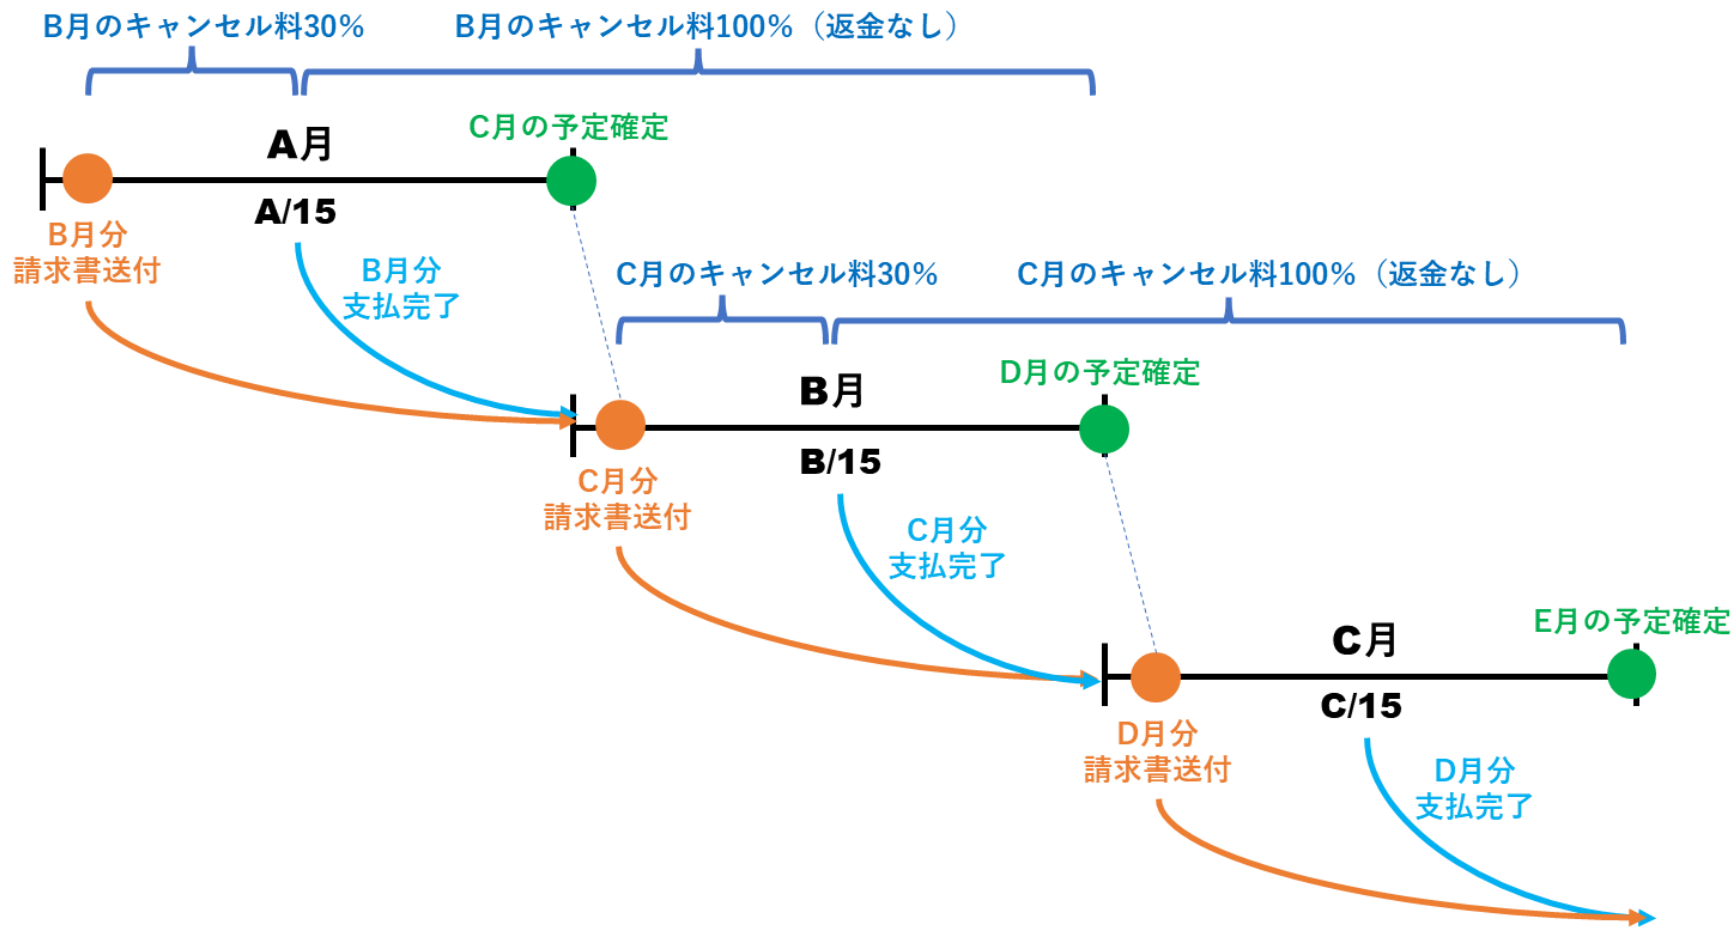 B月のキャンセル料30%
B月のキャンセル料100%（返金なし）
C月の予定確定
A月
A/15
B月分
請求書送付
B月分
支払完了
C月のキャンセル料30%
C月のキャンセル料100%（返金なし）
D月の予定確定
B月
B/15
C月分
請求書送付
C月分
支払完了
E月の予定確定
C月
C/15
D月分
請求書送付
D月分
支払完了